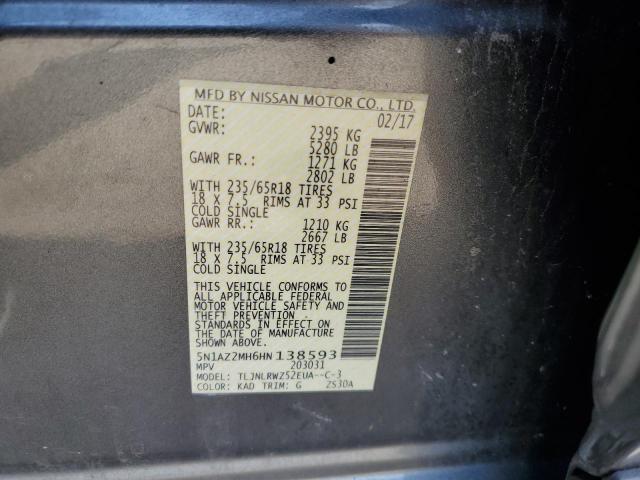 MFD BY NISSAN MOTOR CO., LTD.
DATE: 02/17
GVWR: 2395 KG
5280 LB
GAWR FR.: 1271 KG
2802 LB
WITH 235/65R18 TIRES
18 X 7.5 RIMS AT 33 PSI
COLD SINGLE
GAWR RR.: 1210 KG
2667 LB
WITH 235/65R18 TIRES
18 X 7.5 RIMS AT 33 PSI
COLD SINGLE
THIS VEHICLE CONFORMS TO
ALL APPLICABLE FEDERAL
MOTOR VEHICLE SAFETY AND
THEFT PREVENTION
STANDARDS IN EFFECT ON THE
DATE OF MANUFACTURE
SHOWN ABOVE.
5N1AZ2MH6HN138593
MPV 203031
MODEL: TLJNLRWZ52EUA--C-3
COLOR: KAD TRIM: G ZS30A